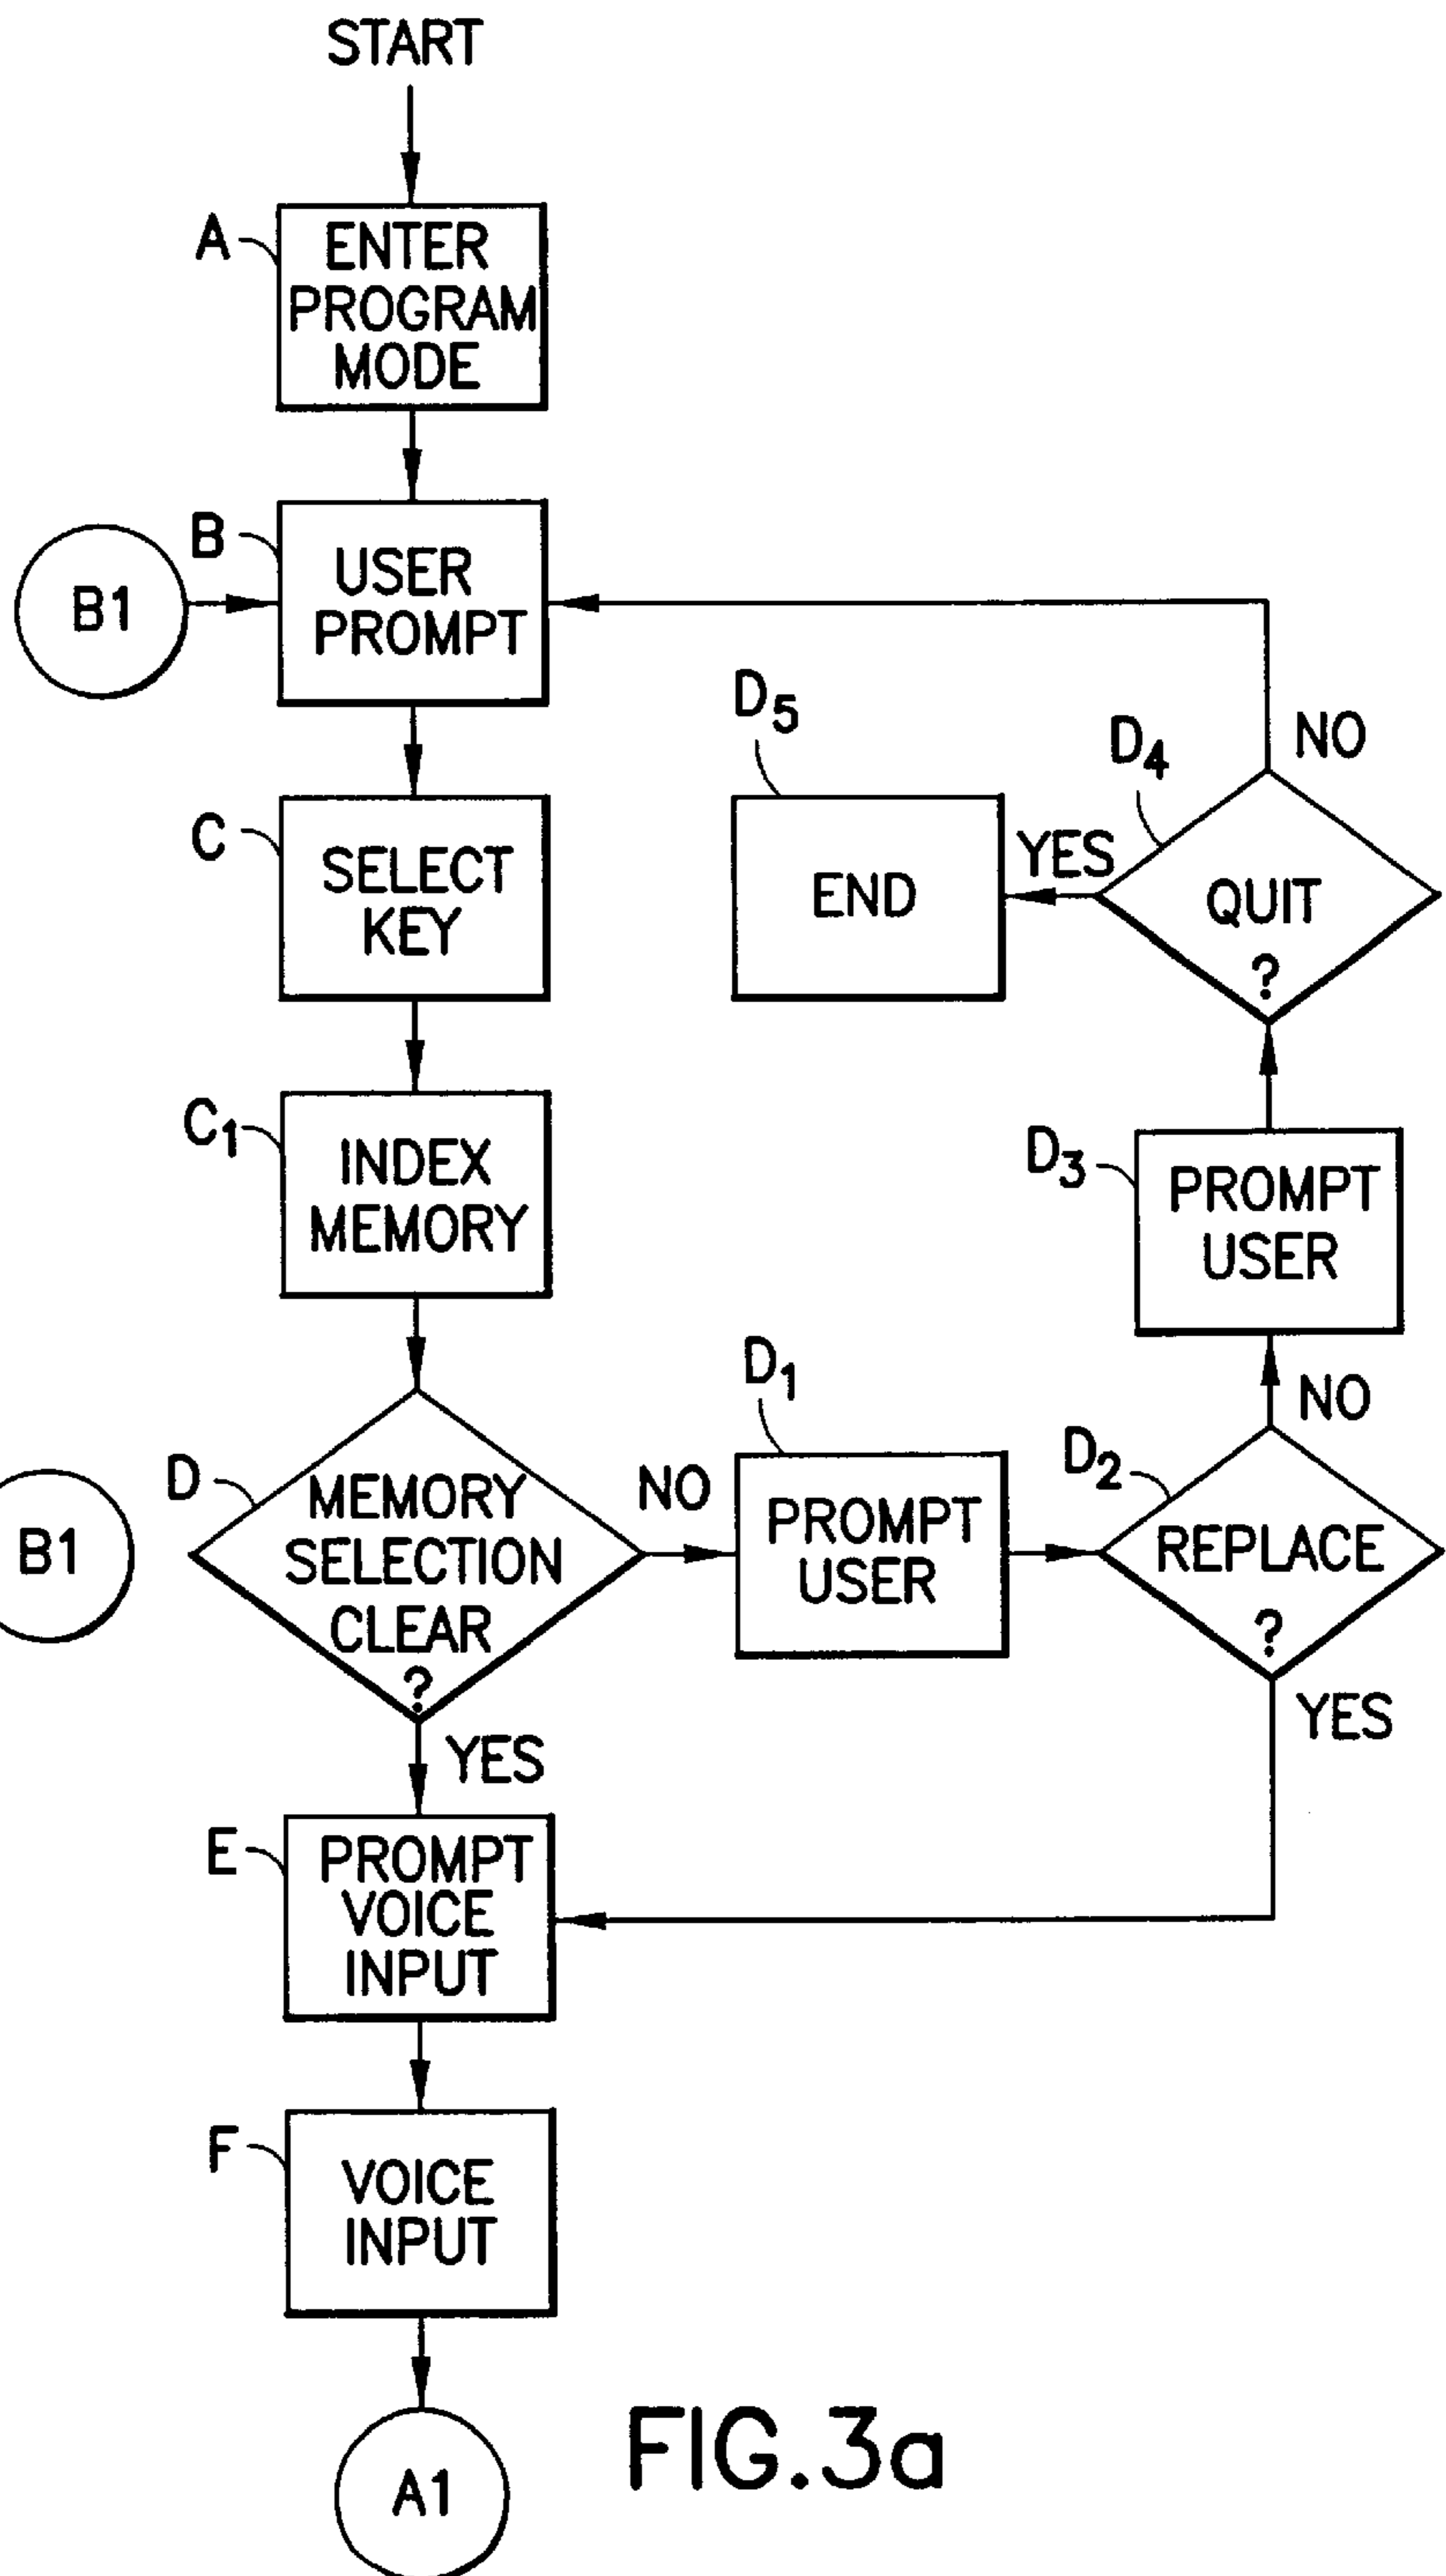 START
A
ENTER
PROGRAM
MODE
B1
B
USER
PROMPT
C
SELECT
KEY
C1
INDEX
MEMORY
B1
D
MEMORY
SELECTION
CLEAR
?
NO
YES
D1
PROMPT
USER
D2
REPLACE
?
NO
YES
D3
PROMPT
USER
D4
QUIT
?
NO
YES
D5
END
E
PROMPT
VOICE
INPUT
F
VOICE
INPUT
A1
FIG.3a